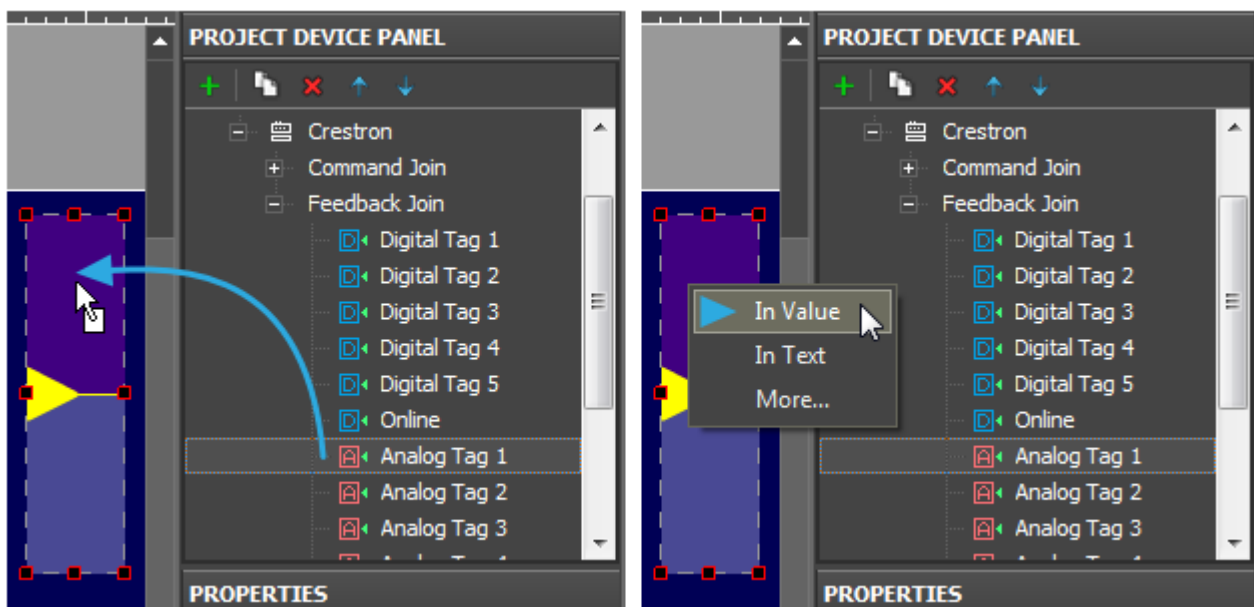 PROJECT DEVICE PANEL
Crestron
Command Join
Feedback Join
Digital Tag 1
Digital Tag 2
Digital Tag 3
Digital Tag 4
Digital Tag 5
Online
Analog Tag 1
Analog Tag 2
Analog Tag 3
PROPERTIES
PROJECT DEVICE PANEL
Crestron
Command Join
Feedback Join
Digital Tag 1
Digital Tag 2
Digital Tag 3
Digital Tag 4
Digital Tag 5
Online
Analog Tag 1
Analog Tag 2
Analog Tag 3
In Value
In Text
More...
PROPERTIES